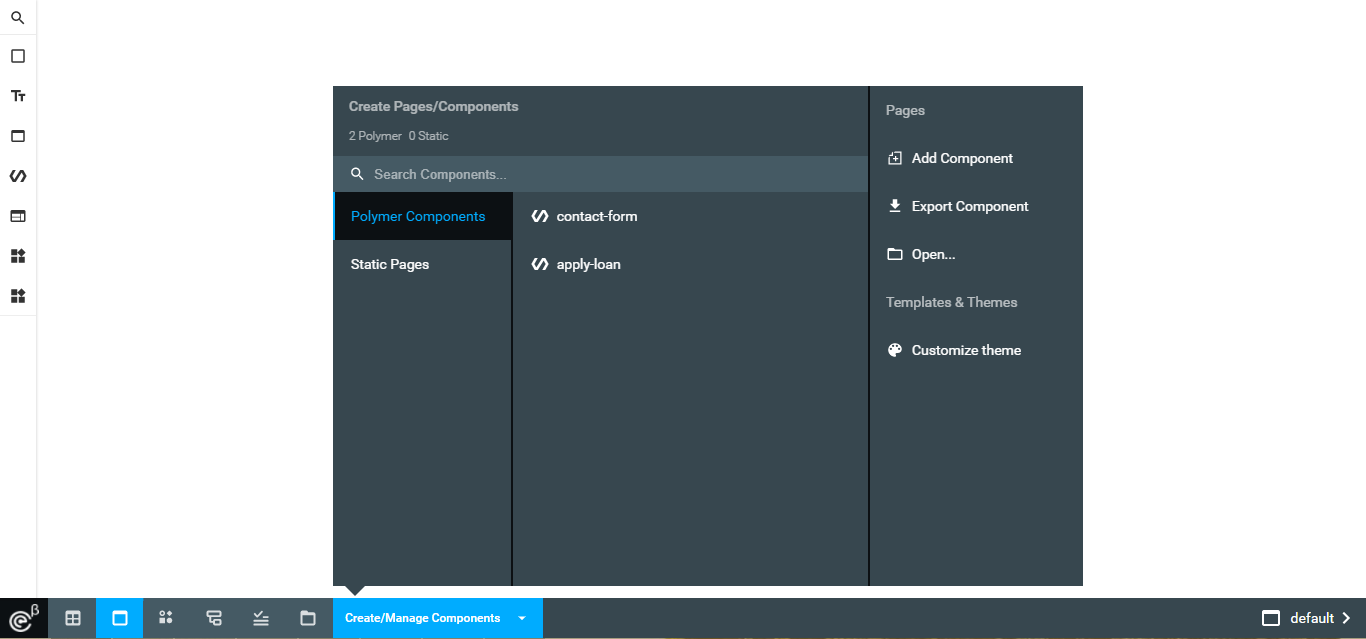 Tт
Create Pages/Components
2 Polymer 0 Static
Search Components...
Polymer Components
Static Pages
contact-form
apply-loan
Pages
Add Component
Export Component
Open...
Templates & Themes
Customize theme
e β
Create/Manage Components
default